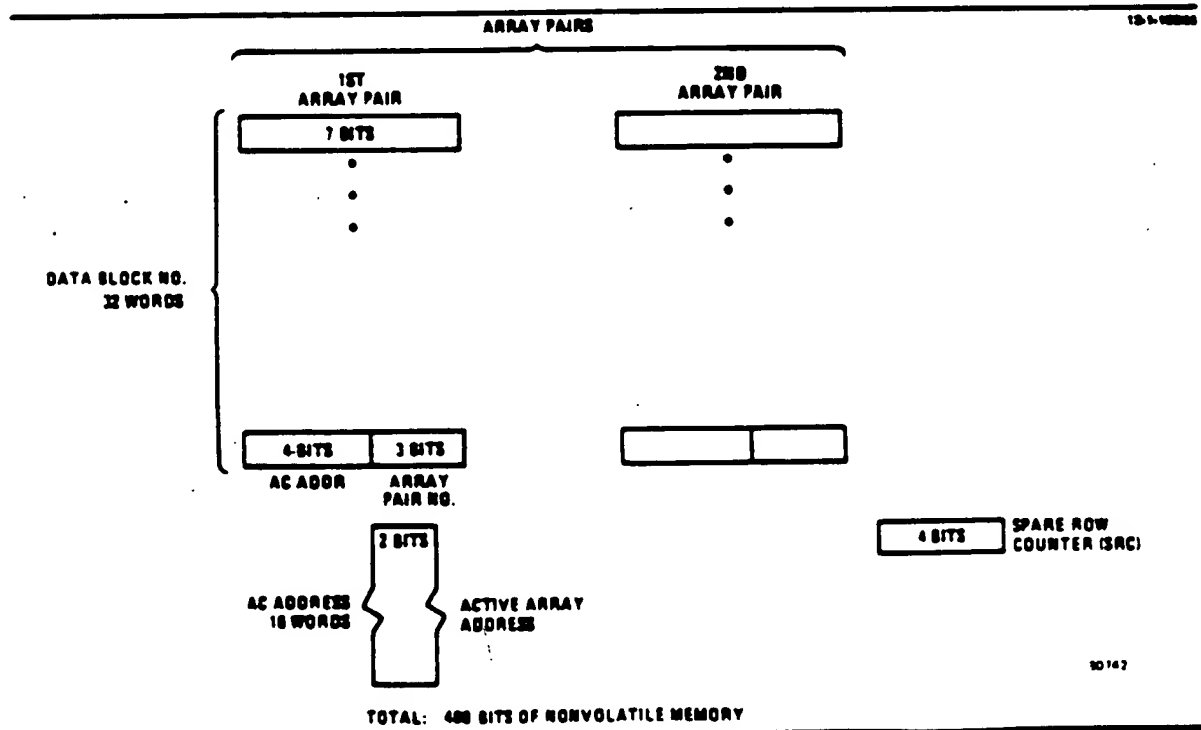 ARRAY PAIRS
1ST
ARRAY PAIR
2ND
ARRAY PAIR
7 BITS
DATA BLOCK NO.
32 WORDS
4-BITS
3 BITS
AC ADDR
ARRAY
PAIR NO.
2 BITS
4 BITS
SPARE ROW
COUNTER (SRC)
AC ADDRESS
16 WORDS
ACTIVE ARRAY
ADDRESS
TOTAL: BITS OF NONVOLATILE MEMORY